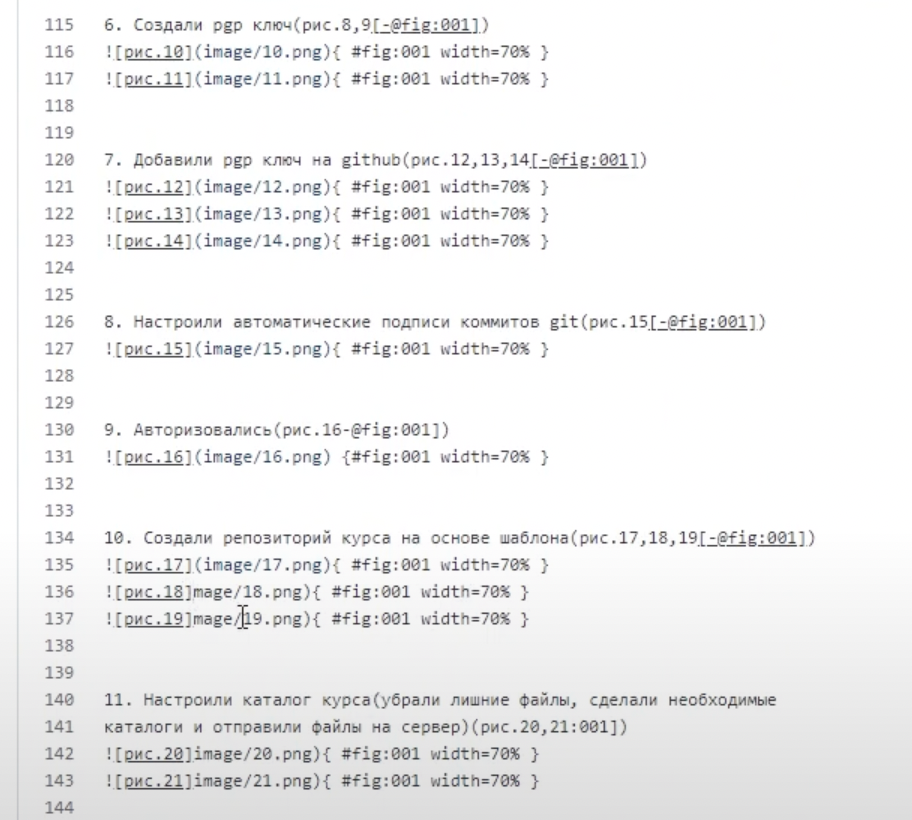 115 6. Создали pgp ключ(рис.8,9[-@fig:001])
116 ![рис.10](image/10.png){ #fig:001 width=70% }
117 ![рис.11](image/11.png){ #fig:001 width=70% }
118
119
120 7. Добавили pgp ключ на github(рис.12,13,14[-@fig:001])
121 ![рис.12](image/12.png){ #fig:001 width=70% }
122 ![рис.13](image/13.png){ #fig:001 width=70% }
123 ![рис.14](image/14.png){ #fig:001 width=70% }
124
125
126 8. Настроили автоматические подписи коммитов git(рис.15[-@fig:001])
127 ![рис.15](image/15.png){ #fig:001 width=70% }
128
129
130 9. Авторизовались(рис.16-@fig:001])
131 ![рис.16](image/16.png) {#fig:001 width=70% }
132
133
134 10. Создали репозиторий курса на основе шаблона(рис.17,18,19[-@fig:001])
135 ![рис.17](image/17.png){ #fig:001 width=70% }
136 ![рис.18]mage/18.png){ #fig:001 width=70% }
137 ![рис.19]mage/19.png){ #fig:001 width=70% }
138
139
140 11. Настроили каталог курса(убрали лишние файлы, сделали необходимые
141 каталоги и отправили файлы на сервер)(рис.20,21:001])
142 ![рис.20]image/20.png){ #fig:001 width=70% }
143 ![рис.21]image/21.png){ #fig:001 width=70% }
144